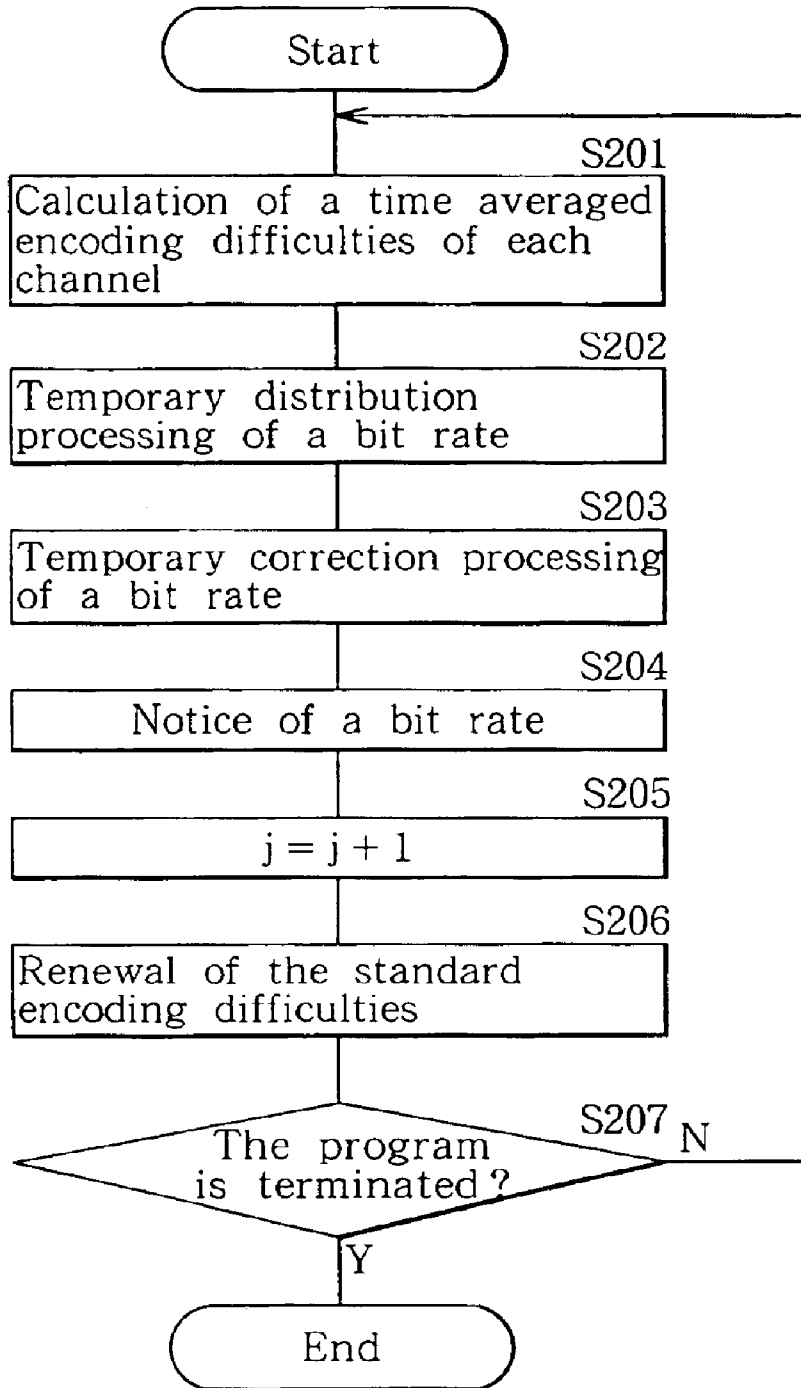 Start
S201
Calculation of a time averaged
encoding difficulties of each
channel
S202
Temporary distribution
processing of a bit rate
S203
Temporary correction processing
of a bit rate
S204
Notice of a bit rate
S205
j = j + 1
S206
Renewal of the standard
encoding difficulties
S207
N
The program
is terminated?
Y
End